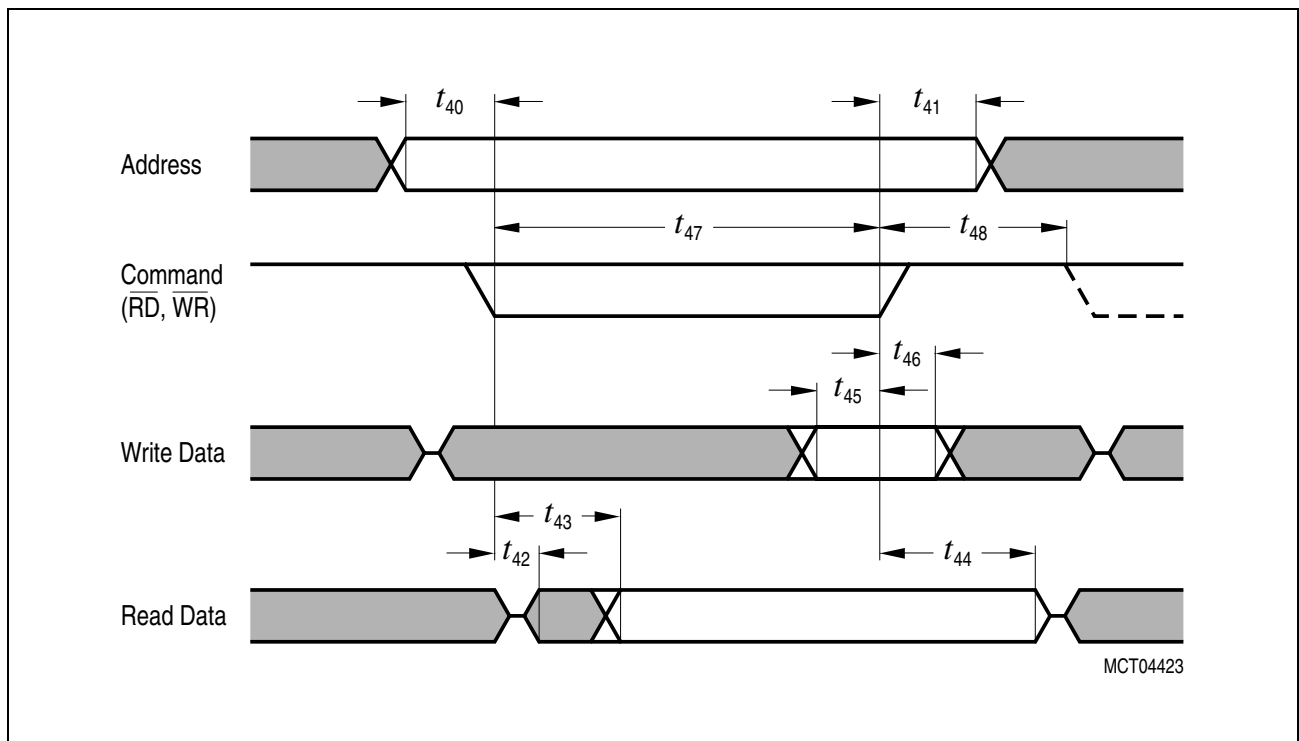 t40 t41
Address
t47 t48
Command
(RD, WR)
t46
t45
Write Data
t43
t42 t44
Read Data
MCT04423